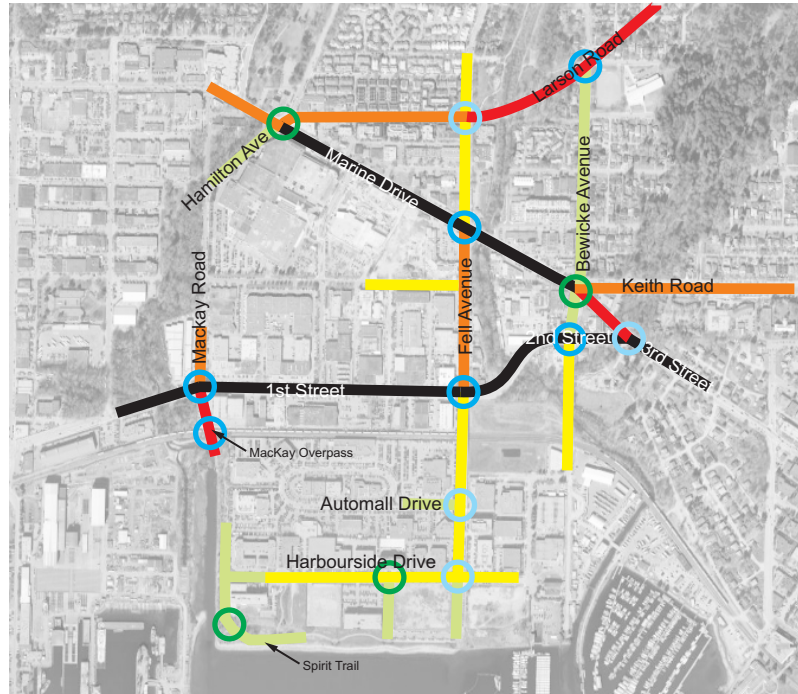 Larson Road
Hamilton Ave
Marine Drive
Bewicke Avenue
Keith Road
Mackay Road
Fell Avenue
2nd Street
3rd Street
1st Street
MacKay Overpass
Automall Drive
Harbourside Drive
Spirit Trail